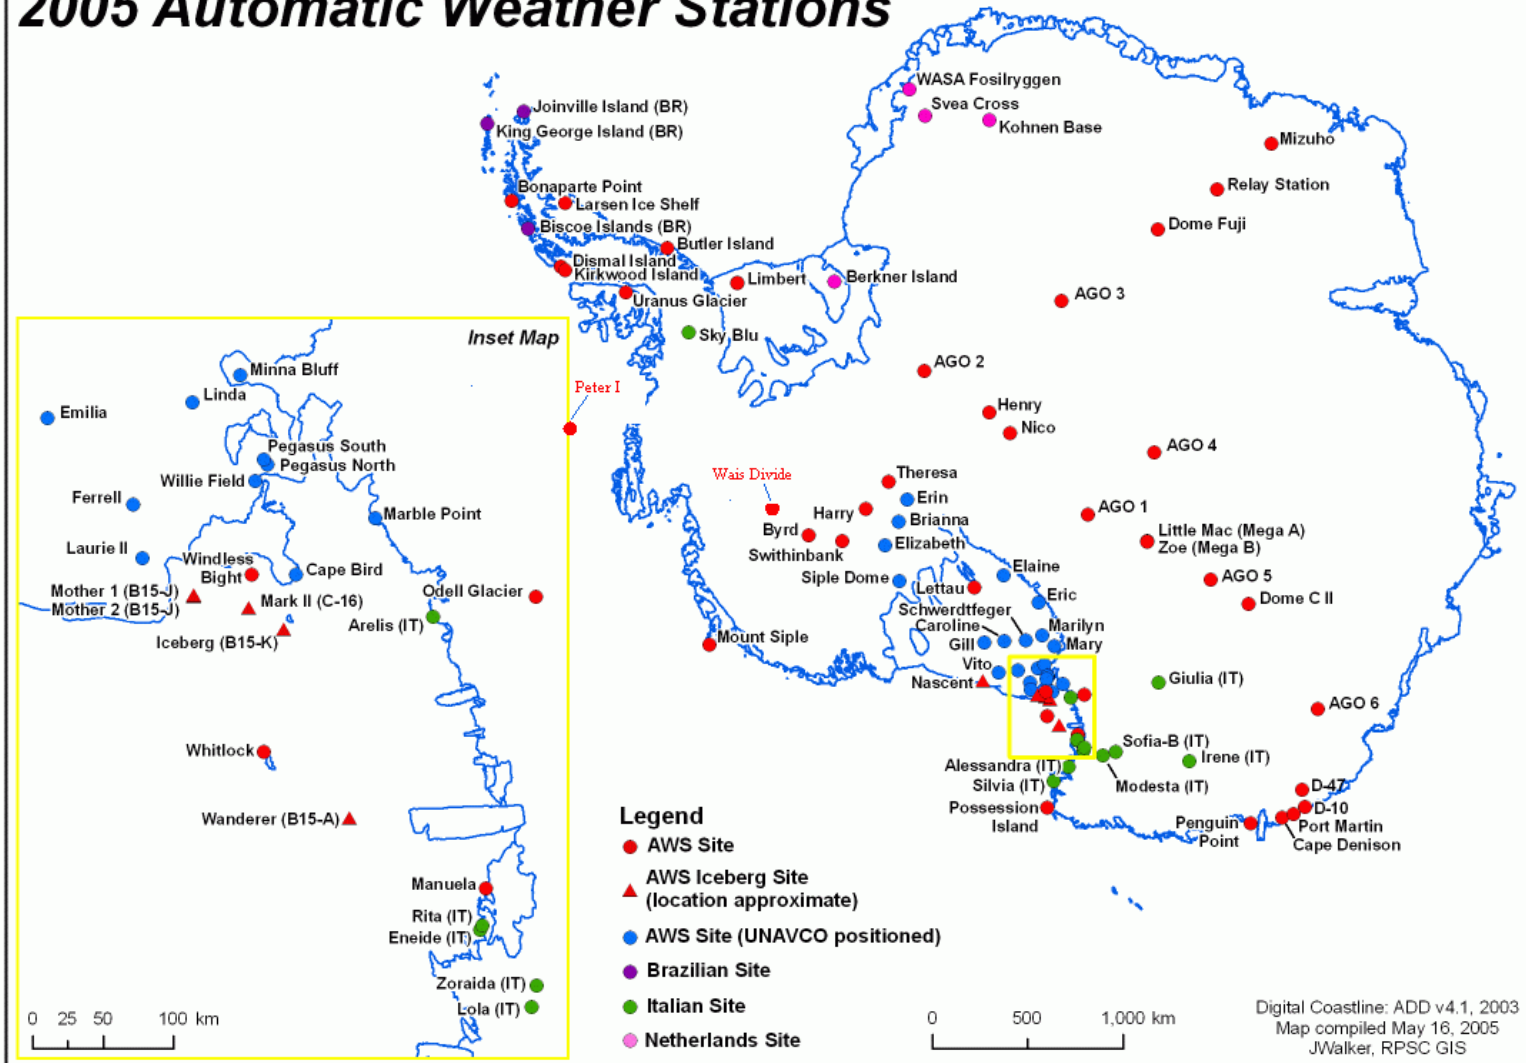 2005 Automatic Weather Stations
WASA Fosilryggen
Svea Cross
Kohnen Base
Joinville Island (BR)
King George Island (BR)
Mizuho
Bonaparte Point
Relay Station
Larsen Ice Shelf
Biscoe Islands (BR)
Dome Fuji
Butler Island
Dismal Island
Kirkwood Island
Limbert
Berkner Island
Uranus Glacier
AGO 3
Sky Blu
AGO 2
Peter I
Henry
Nico
AGO 4
Wais Divide
Theresa
Erin
Harry
Brianna
AGO 1
Byrd
Swithinbank
Elizabeth
Little Mac (Mega A)
Zoe (Mega B)
Siple Dome
Elaine
AGO 5
Lettau
Eric
Dome C II
Schwerdtfeger
Caroline
Marilyn
Gill
Mary
Mount Siple
Vito
Nascent
Giulia (IT)
AGO 6
Sofia-B (IT)
Irene (IT)
Alessandra (IT)
Silvia (IT)
Modesta (IT)
D-47
Possession
Island
D-10
Penguin
Point
Port Martin
Cape Denison
Inset Map
Minna Bluff
Linda
Emilia
Pegasus South
Pegasus North
Willie Field
Ferrell
Marble Point
Laurie II
Windless
Bight
Cape Bird
Mother 1 (B15-J)
Mother 2 (B15-J)
Mark II (C-16)
Odell Glacier
Arelis (IT)
Iceberg (B15-K)
Whitlock
Wanderer (B15-A)
Manuela
Rita (IT)
Eneide (IT)
Zoraida (IT)
Lola (IT)
0 25 50 100 km
Legend
AWS Site
AWS Iceberg Site
(location approximate)
AWS Site (UNAVCO positioned)
Brazilian Site
Italian Site
Netherlands Site
0 500 1,000 km
Digital Coastline: ADD v4.1, 2003
Map compiled May 16, 2005
JWalker, RPSC GIS